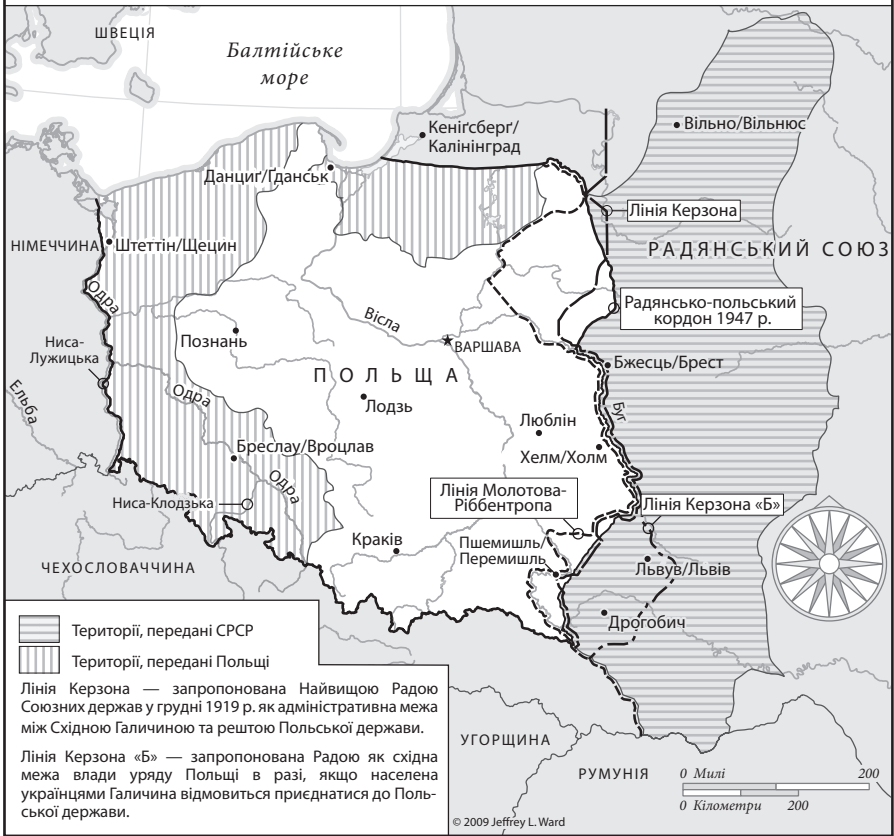 ШВЕЦІЯ
Балтійське
море
Кеніґсберґ/
Калінінград
Вільно/Вільнюс
Данциг/Ґданськ
Лінія Керзона
НІМЕЧЧИНА
Штеттін/Щецин
РАДЯНСЬКИЙ СОЮЗ
Одра
Радянсько-польський
кордон 1947 р.
Вісла
Ниса-
Лужицька
Познань
ВАРШАВА
Бжесць/Брест
ПОЛЬЩА
Ельба
Одра
Лодзь
Буг
Люблін
Бреслау/Вроцлав
Хелм/Холм
Одра
Лінія Молотова-
Ріббентропа
Лінія Керзона «Б»
Ниса-Клодзька
Краків
Пшемишль/
Перемишль
ЧЕХОСЛОВАЧЧИНА
Львув/Львів
Дрогобич
Території, передані СРСР
Території, передані Польщі
Лінія Керзона — запропонована Найвищою Радою
Союзних держав у грудні 1919 р. як адміністративна межа
між Східною Галичиною та рештою Польської держави.
Лінія Керзона «Б» — запропонована Радою як східна
межа влади уряду Польщі в разі, якщо населена
українцями Галичина відмовиться приєднатися до Поль-
ської держави.
УГОРЩИНА
РУМУНІЯ
0 Милі 200
0 Кілометри 200
© 2009 Jeffrey L. Ward